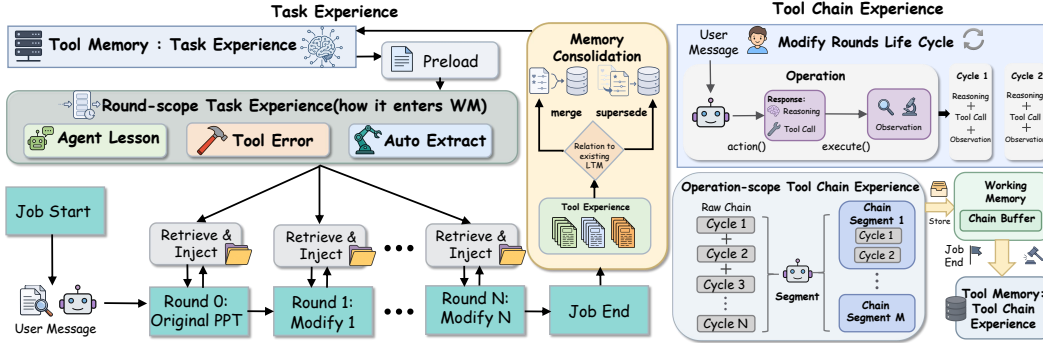 Task Experience
Tool Memory : Task Experience
Preload
Round-scope Task Experience(how it enters WM)
Agent Lesson
Tool Error
Auto Extract
Job Start
Retrieve &
Inject
Retrieve &
Inject
Retrieve &
Inject
User Message
Round 0:
Original PPT
Round 1:
Modify 1
Round N:
Modify N
Job End
Memory
Consolidation
merge
supersede
Relation to
existing
LTM
Tool Experience
Tool Chain Experience
User
Message
Modify Rounds Life Cycle
Operation
Response:
Reasoning
+
Tool Call
Observation
action()
execute()
Cycle 1
Reasoning
+
Tool Call
+
Observation
Cycle 2
Reasoning
+
Tool Call
+
Observation
Operation-scope Tool Chain Experience
Raw Chain
Cycle 1
+
Cycle 2
+
Cycle 3
Cycle N
Segment
Chain
Segment 1
Cycle 1
Cycle 2
Chain
Segment M
Store
Working
Memory
Chain Buffer
Job
End
Tool Memory:
Tool Chain
Experience